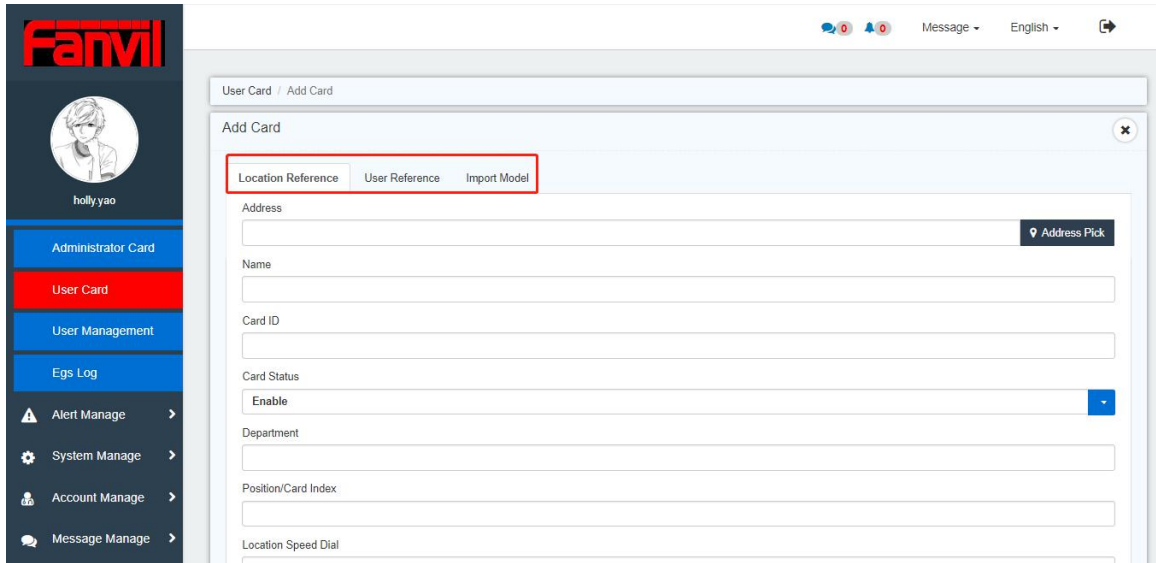 Fanvil
0 0 Message English
User Card / Add Card
Add Card
Location Reference User Reference Import Model
holly.yao
Address
Address Pick
Administrator Card
Name
User Card
Card ID
User Management
Card Status
Egs Log
Enable
Alert Manage
Department
System Manage
Position/Card Index
Account Manage
Message Manage
Location Speed Dial